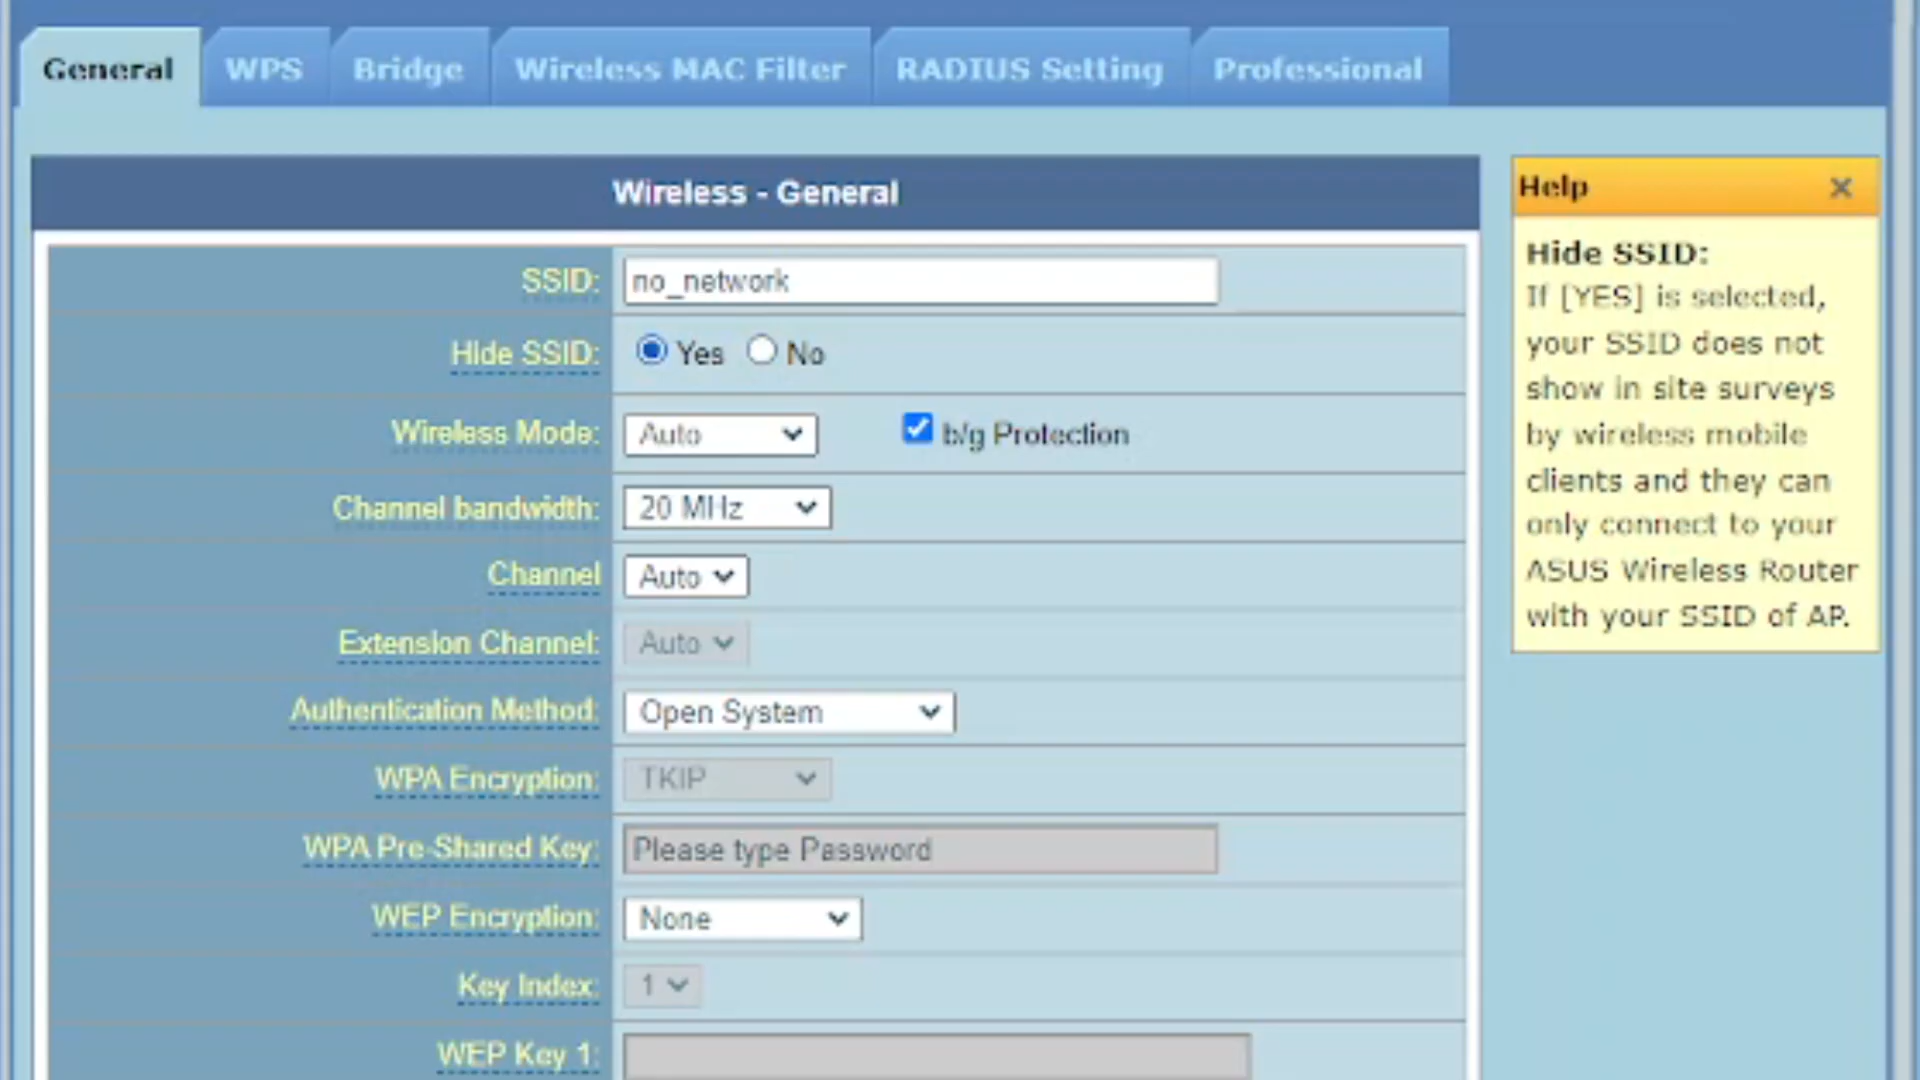 General WPS Bridge Wireless MAC Filter RADIUS Setting Professional
Wireless - General
SSID: no_network
Hide SSID: Yes No
Wireless Mode: Auto b/g Protection
Channel bandwidth: 20 MHz
Channel Auto
Extension Channel: Auto
Authentication Method: Open System
WPA Encryption: TKIP
WPA Pre-Shared Key: Please type Password
WEP Encryption: None
Key Index: 1
WEP Key 1:
Help
Hide SSID:
If [YES] is selected,
your SSID does not
show in site surveys
by wireless mobile
clients and they can
only connect to your
ASUS Wireless Router
with your SSID of AP.